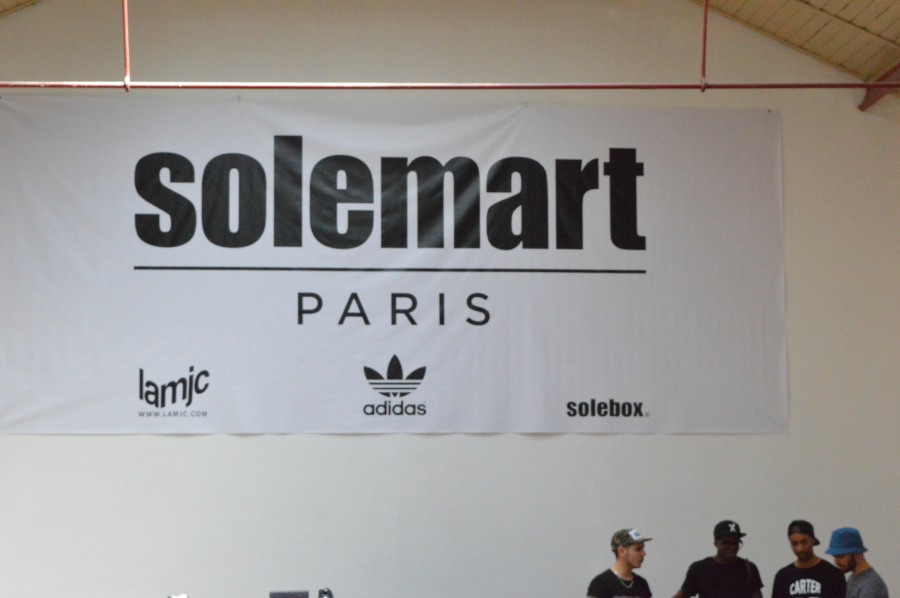 solemart
PARIS
lamjc
WWW.LAMJC.COM
adidas
solebox
X
CARTER